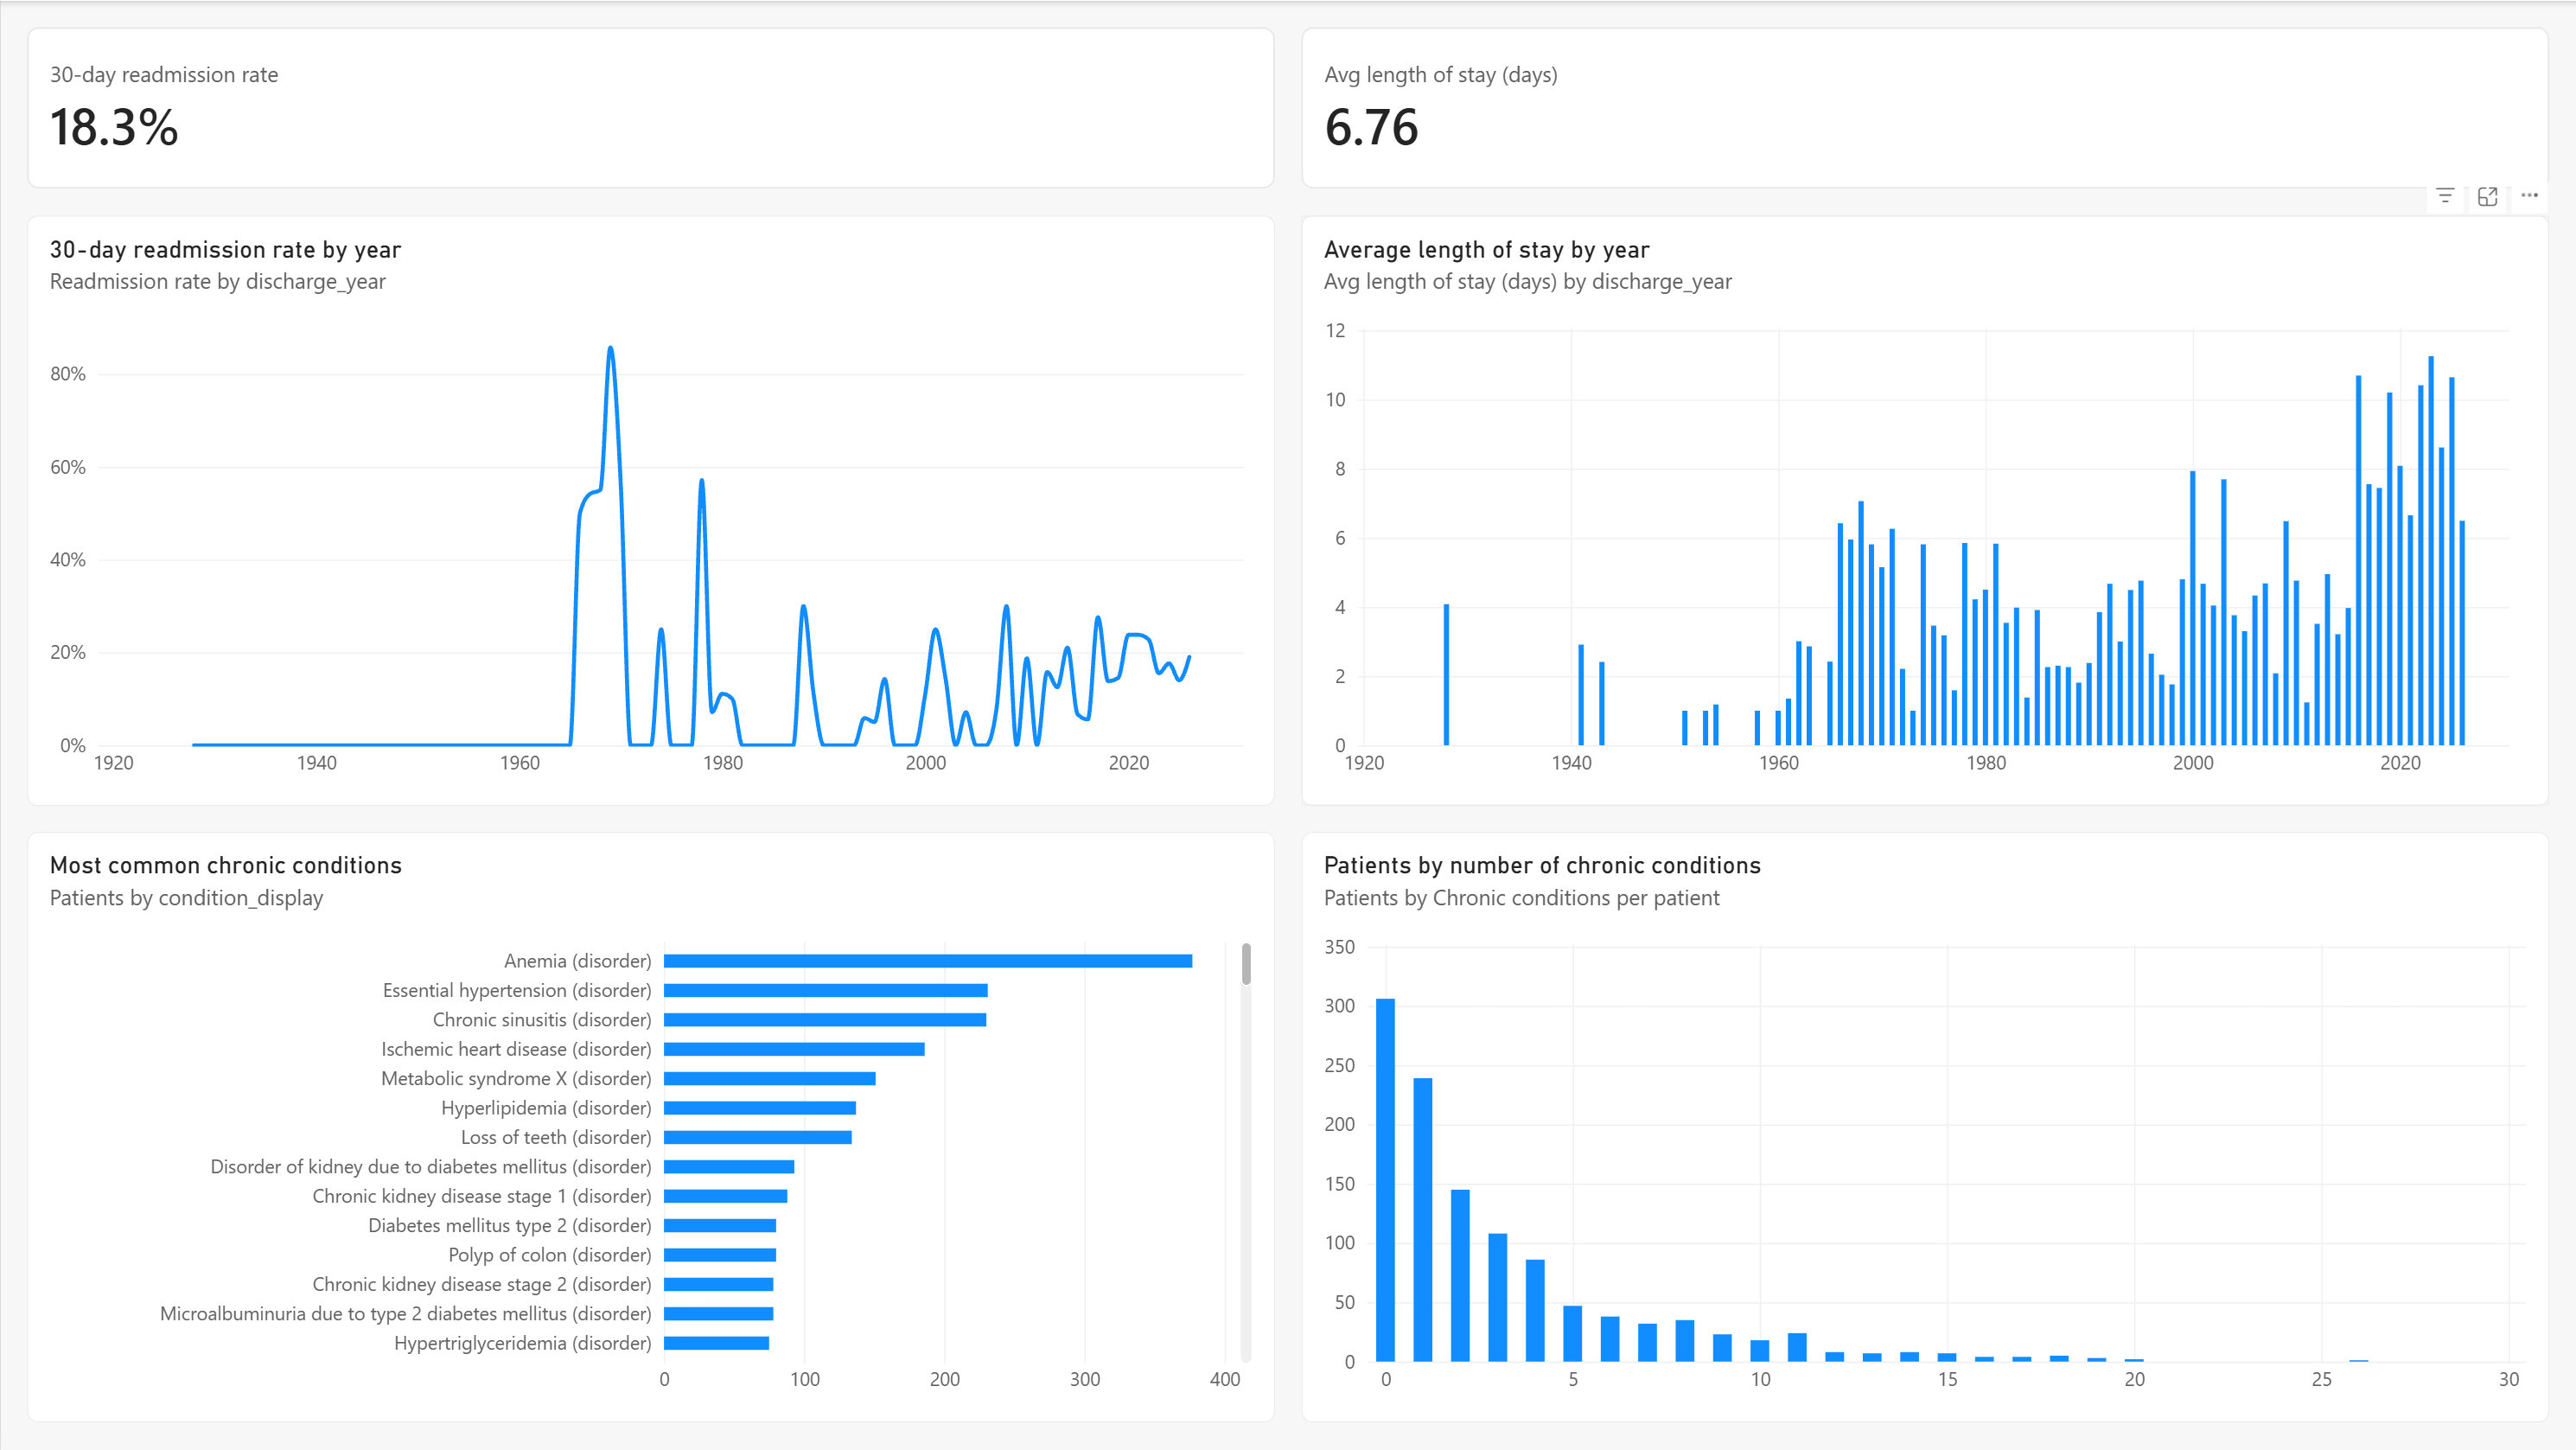 30-day readmission rate
18.3%
Avg length of stay (days)
6.76
30-day readmission rate by year
Readmission rate by discharge_year
80%
60%
40%
20%
0%
1920 1940 1960 1980 2000 2020
Average length of stay by year
Avg length of stay (days) by discharge_year
12
10
8
6
4
2
0
1920 1940 1960 1980 2000 2020
Most common chronic conditions
Patients by condition_display
Anemia (disorder)
Essential hypertension (disorder)
Chronic sinusitis (disorder)
Ischemic heart disease (disorder)
Metabolic syndrome X (disorder)
Hyperlipidemia (disorder)
Loss of teeth (disorder)
Disorder of kidney due to diabetes mellitus (disorder)
Chronic kidney disease stage 1 (disorder)
Diabetes mellitus type 2 (disorder)
Polyp of colon (disorder)
Chronic kidney disease stage 2 (disorder)
Microalbuminuria due to type 2 diabetes mellitus (disorder)
Hypertriglyceridemia (disorder)
0 100 200 300 400
Patients by number of chronic conditions
Patients by Chronic conditions per patient
350
300
250
200
150
100
50
0
0 5 10 15 20 25 30